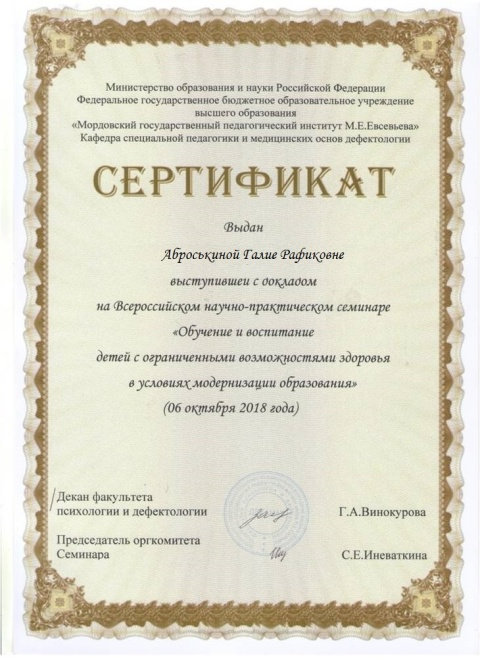 Министерство образования и науки Российской Федерации
Федеральное государственное бюджетное образовательное учреждение
высшего образования
«Мордовский государственный педагогический институт М.Е.Евсевьева»
Кафедра специальной педагогики и медицинских основ дефектологии
СЕРТИФИКАТ
Выдан
Аброськиной Галие Рафиковне
выступившеи с докладом
на Всероссийском научно-практическом семинаре
«Обучение и воспитание
детей с ограниченными возможностями здоровья
в условиях модернизации образования»
(06 октября 2018 года)
Декан факультета
психологии и дефектологии
Г.А.Винокурова
Председатель оргкомитета
Семинара
С.Е.Иневаткина